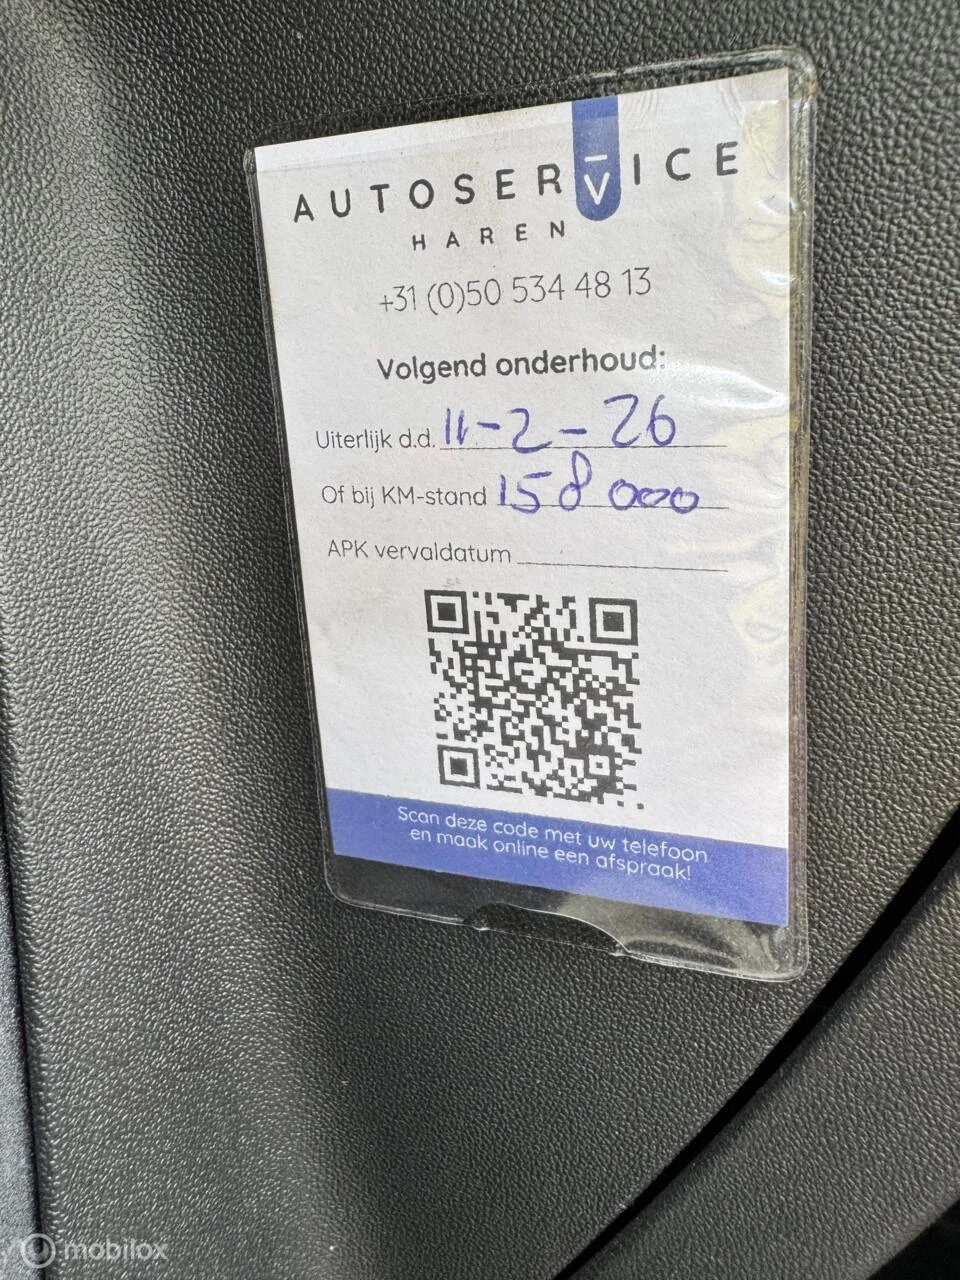 AUTOSERVICE
HAREN
+31 (0)50 534 48 13
Volgend onderhoud:
Uiterlijk d.d. 11-2-26
Of bij KM-stand 158 000
APK vervaldatum
Scan deze code met uw telefoon
en maak online een afspraak!
mobilox